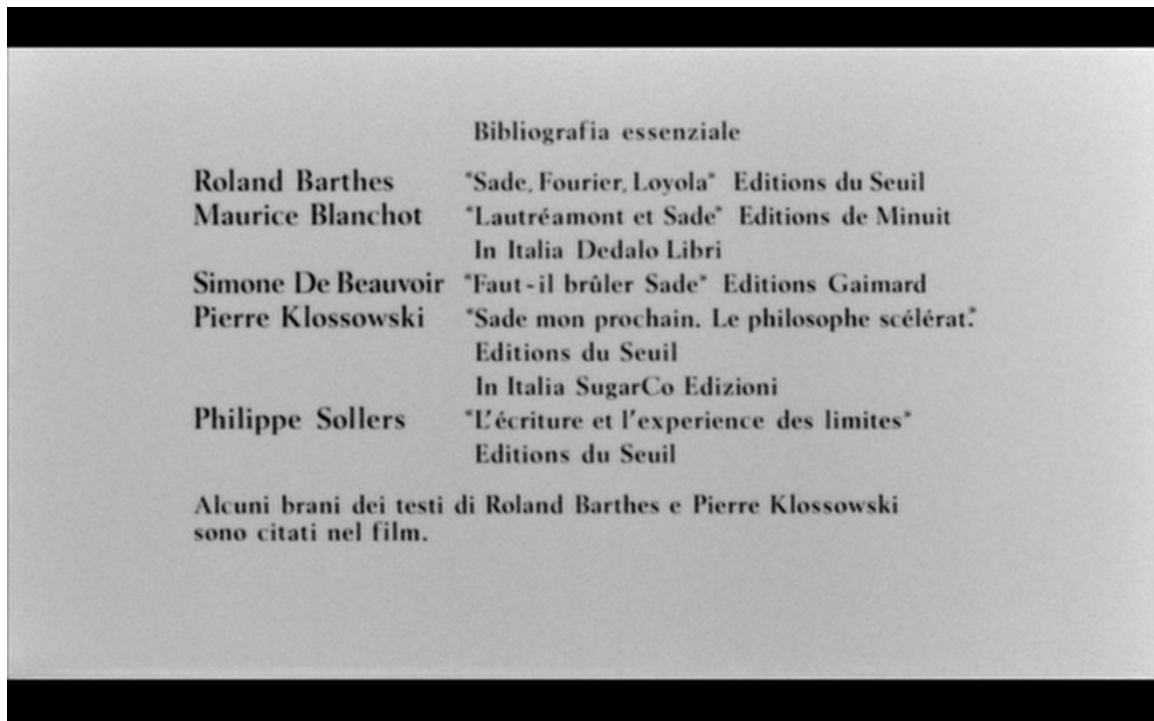 Bibliografia essenziale
Roland Barthes "Sade, Fourier, Loyola" Editions du Seuil
Maurice Blanchot "Lautréamont et Sade" Editions de Minuit
In Italia Dedalo Libri
Simone De Beauvoir "Faut-il brûler Sade" Editions Gaimard
Pierre Klossowski "Sade mon prochain. Le philosophe scélérat."
Editions du Seuil
In Italia SugarCo Edizioni
Philippe Sollers "L'écriture et l'experience des limites"
Editions du Seuil
Alcuni brani dei testi di Roland Barthes e Pierre Klossowski
sono citati nel film.